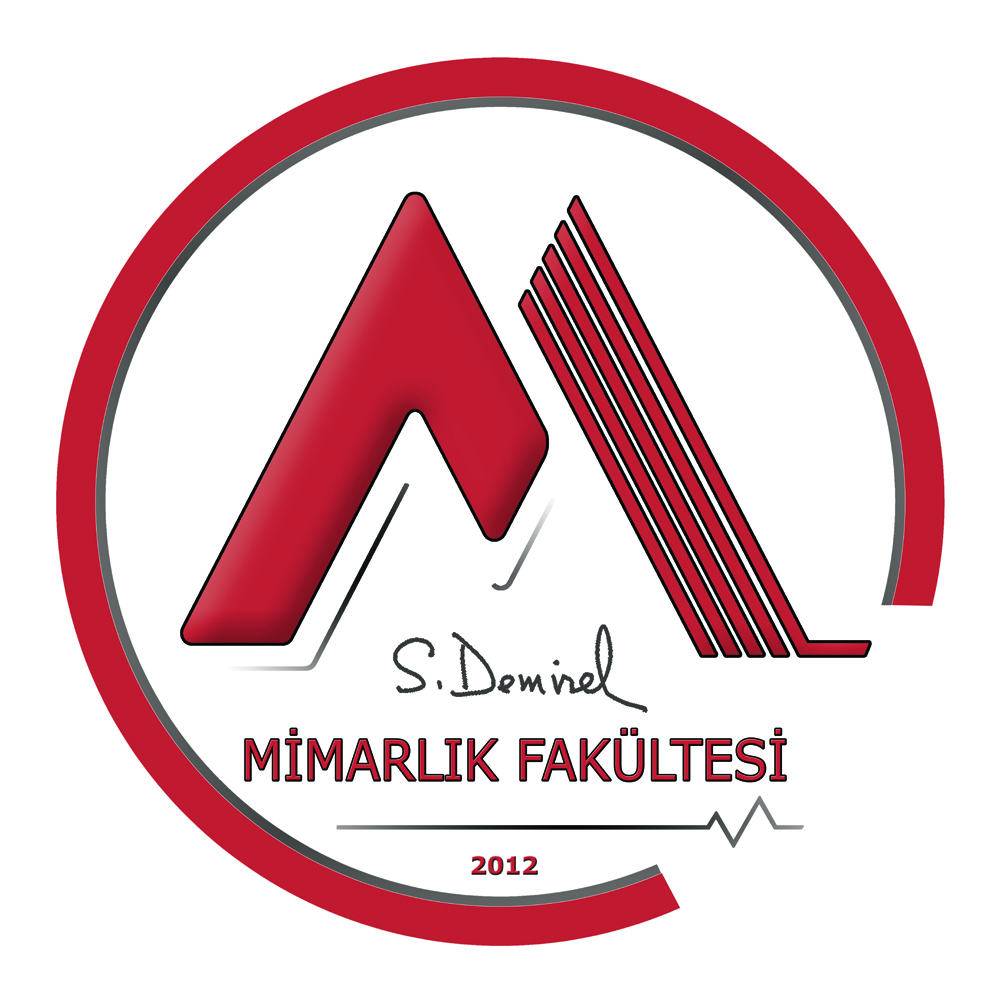 S. Demirel
MİMARLIK FAKÜLTESİ
2012